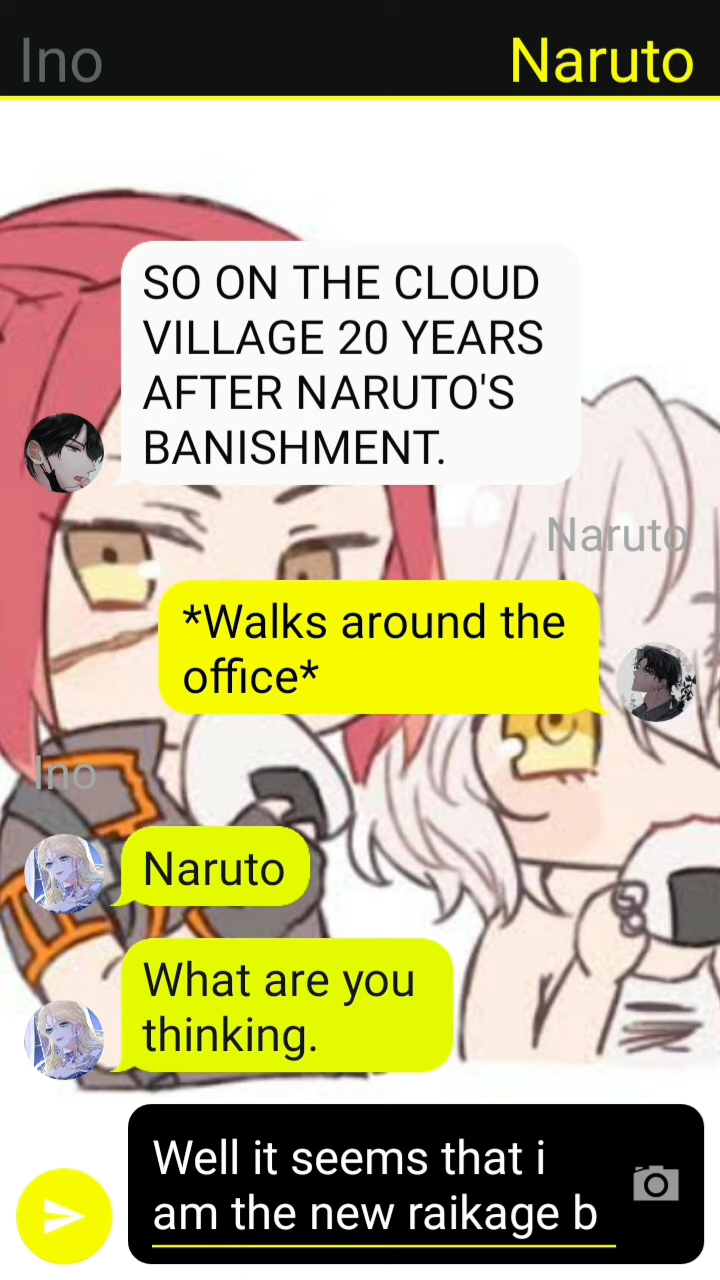 Ino
Naruto
SO ON THE CLOUD
VILLAGE 20 YEARS
AFTER NARUTO'S
BANISHMENT.
Naruto
*Walks around the
office*
Ino
Naruto
What are you
thinking.
Well it seems that i
am the new raikage b